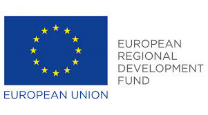 EUROPEAN
REGIONAL
DEVELOPMENT
FUND
EUROPEAN UNION